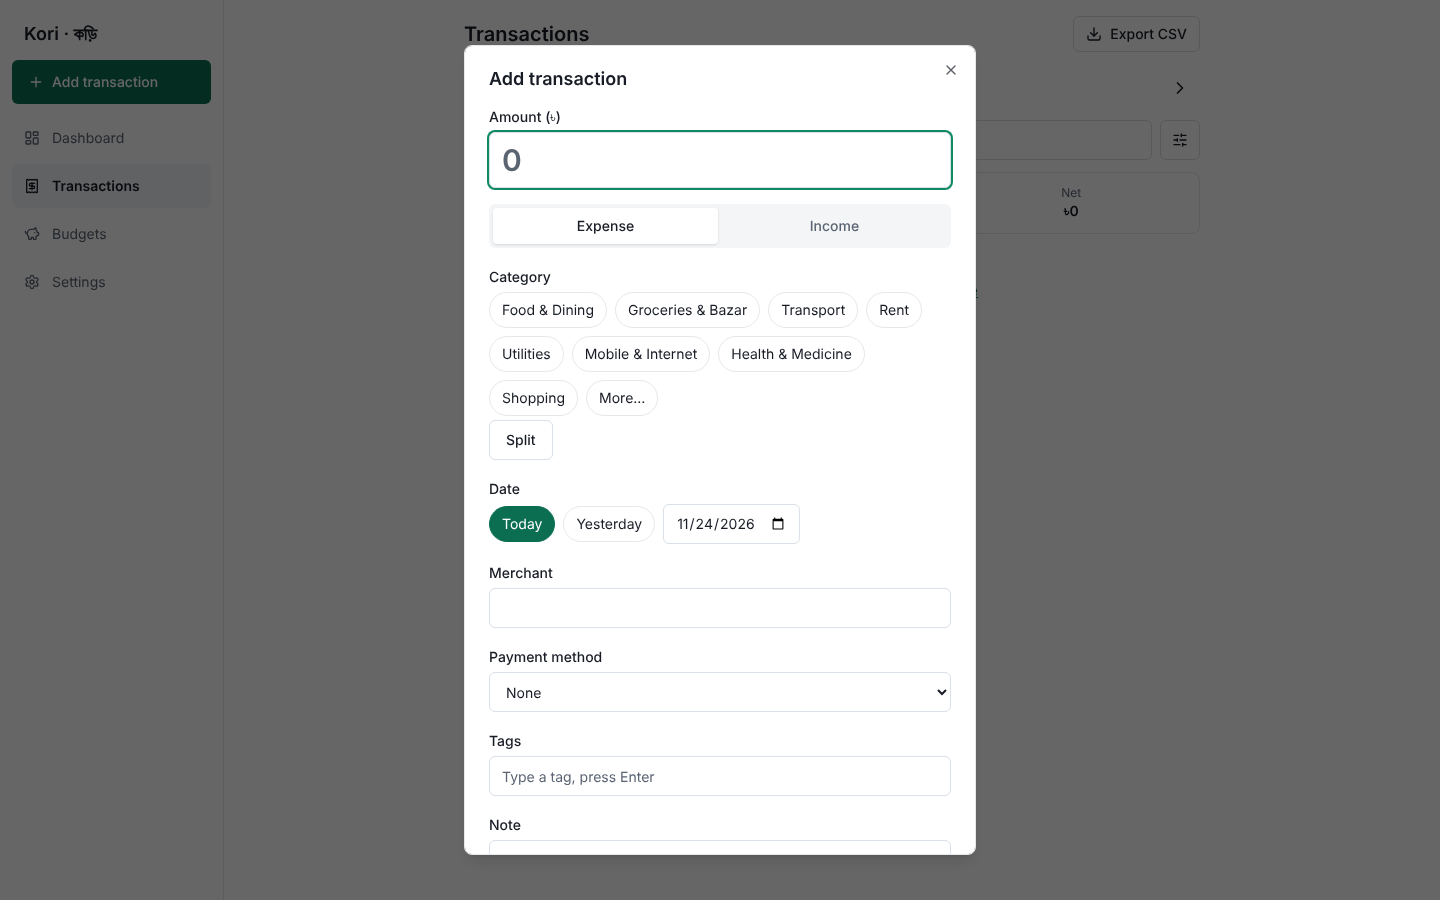 Kori · কড়ি
Transactions
Export CSV
Add transaction
Dashboard
Transactions
Budgets
Settings
Net
৳0
Add transaction
Amount (৳)
0
Expense
Income
Category
Food & Dining
Groceries & Bazar
Transport
Rent
Utilities
Mobile & Internet
Health & Medicine
Shopping
More...
Split
Date
Today
Yesterday
11/24/2026
Merchant
Payment method
None
Tags
Type a tag, press Enter
Note